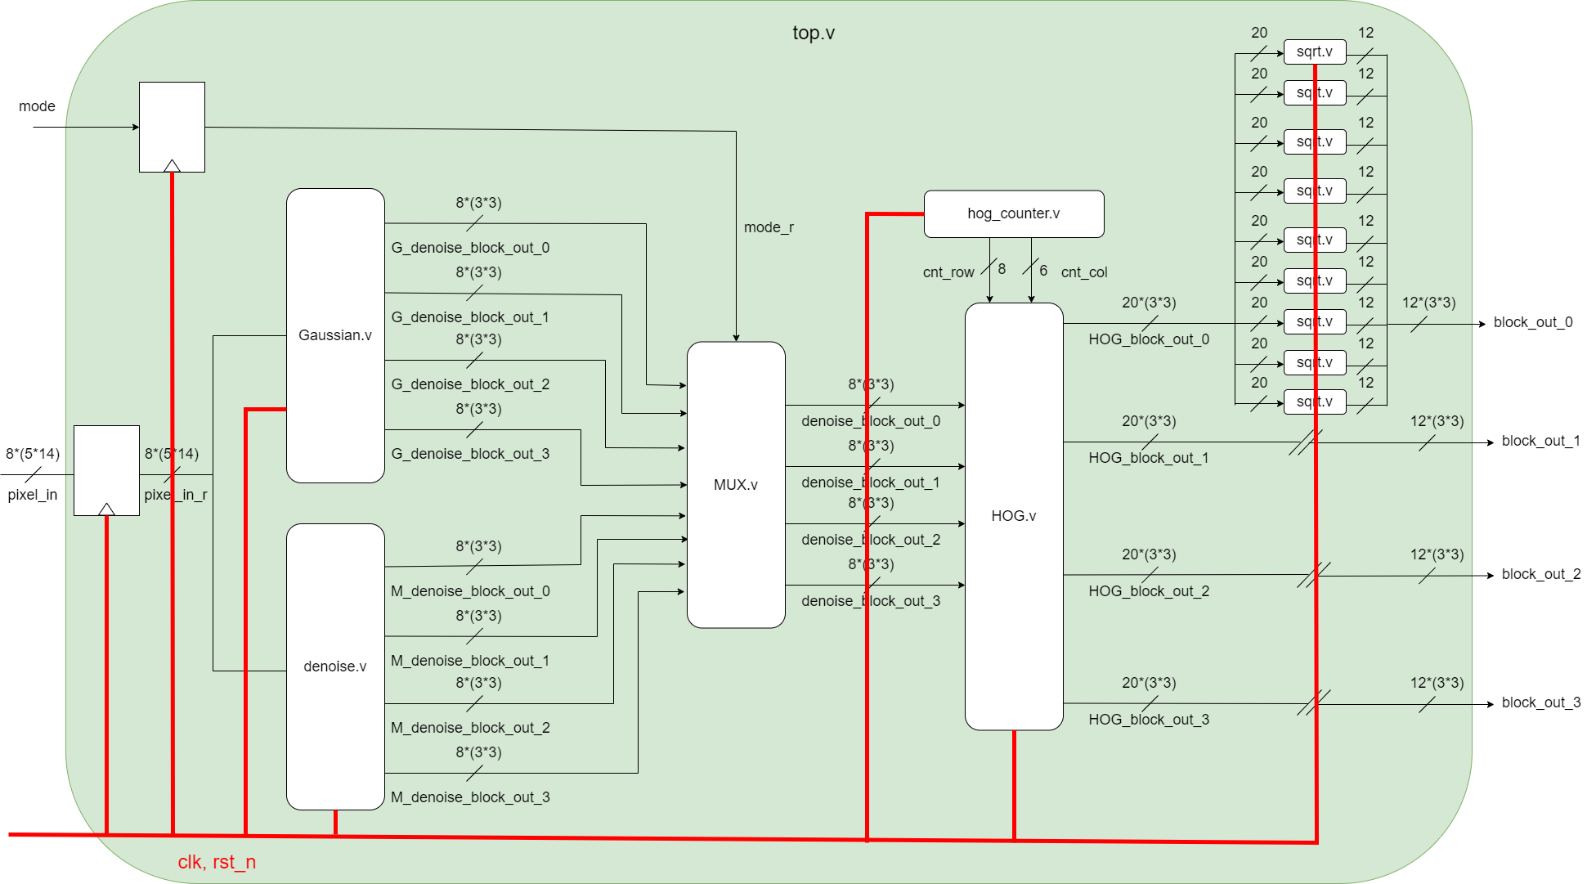 top.v
mode
mode_r
8*(5*14)
pixel_in
8*(5*14)
pixel_in_r
Gaussian.v
8*(3*3)
G_denoise_block_out_0
8*(3*3)
G_denoise_block_out_1
8*(3*3)
G_denoise_block_out_2
8*(3*3)
G_denoise_block_out_3
denoise.v
8*(3*3)
M_denoise_block_out_0
8*(3*3)
M_denoise_block_out_1
8*(3*3)
M_denoise_block_out_2
8*(3*3)
M_denoise_block_out_3
MUX.v
8*(3*3)
denoise_block_out_0
8*(3*3)
denoise_block_out_1
8*(3*3)
denoise_block_out_2
8*(3*3)
denoise_block_out_3
hog_counter.v
cnt_row
8
6
cnt_col
HOG.v
20*(3*3)
HOG_block_out_0
20*(3*3)
HOG_block_out_1
20*(3*3)
HOG_block_out_2
20*(3*3)
HOG_block_out_3
20
sqrt.v
12
20
sqrt.v
12
20
sqrt.v
12
20
sqrt.v
12
20
sqrt.v
12
20
sqrt.v
12
20
sqrt.v
12
20
sqrt.v
12
20
sqrt.v
12
12*(3*3)
block_out_0
12*(3*3)
block_out_1
12*(3*3)
block_out_2
12*(3*3)
block_out_3
clk, rst_n